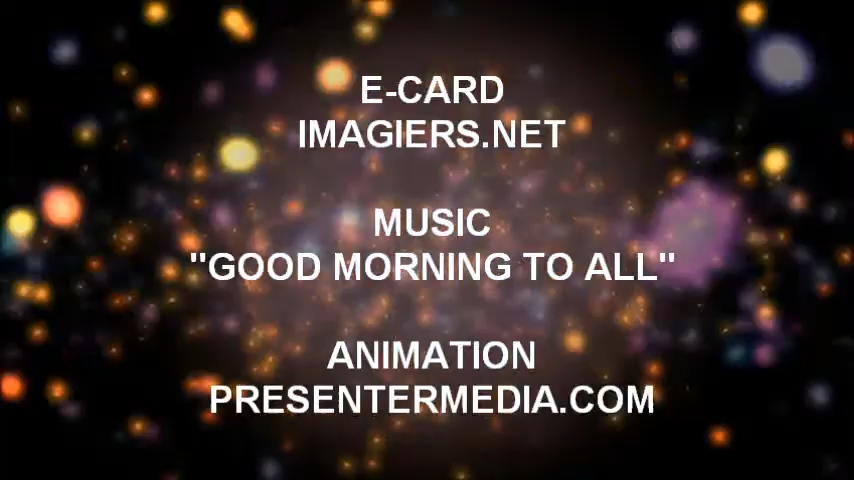 E-CARD
IMAGIERS.NET
MUSIC
"GOOD MORNING TO ALL"
ANIMATION
PRESENTERMEDIA.COM